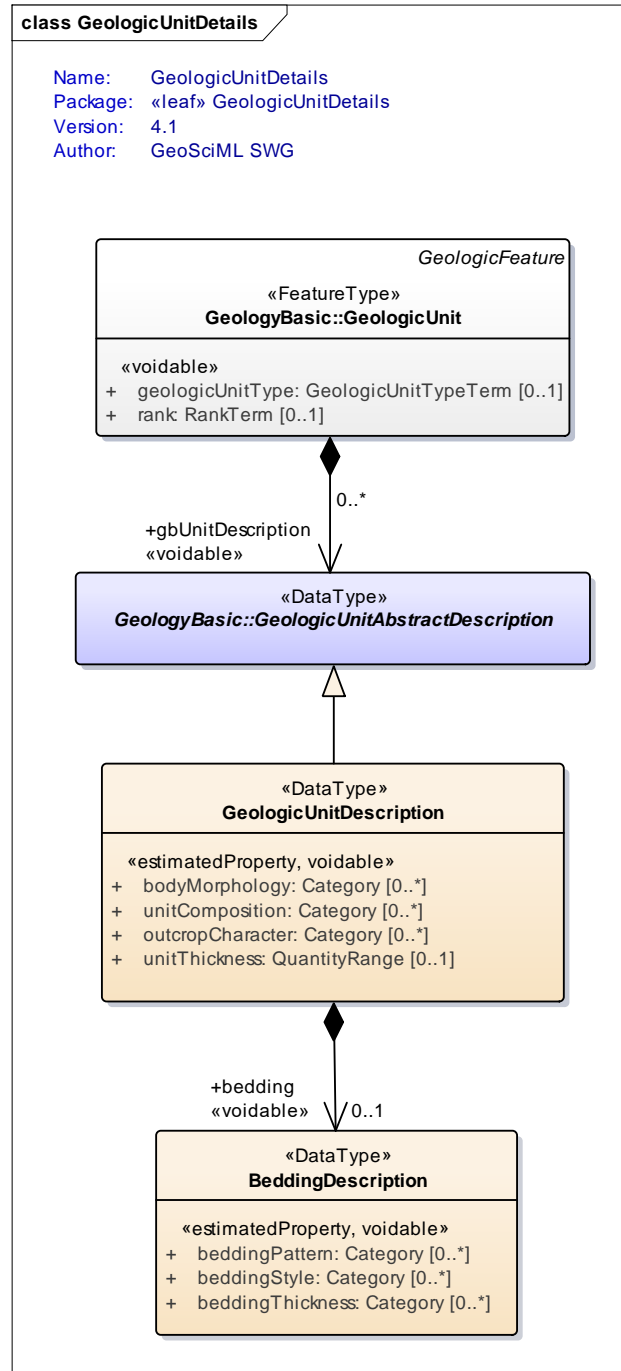 class GeologicUnitDetails
Name: GeologicUnitDetails
Package: «leaf» GeologicUnitDetails
Version: 4.1
Author: GeoSciML SWG
GeologicFeature
«FeatureType»
GeologyBasic::GeologicUnit
«voidable»
+ geologicUnitType: GeologicUnitTypeTerm [0..1]
+ rank: RankTerm [0..1]
0..*
+gbUnitDescription
«voidable»
«DataType»
GeologyBasic::GeologicUnitAbstractDescription
«DataType»
GeologicUnitDescription
«estimatedProperty, voidable»
+ bodyMorphology: Category [0..*]
+ unitComposition: Category [0..*]
+ outcropCharacter: Category [0..*]
+ unitThickness: QuantityRange [0..1]
+bedding
«voidable» 0..1
«DataType»
BeddingDescription
«estimatedProperty, voidable»
+ beddingPattern: Category [0..*]
+ beddingStyle: Category [0..*]
+ beddingThickness: Category [0..*]